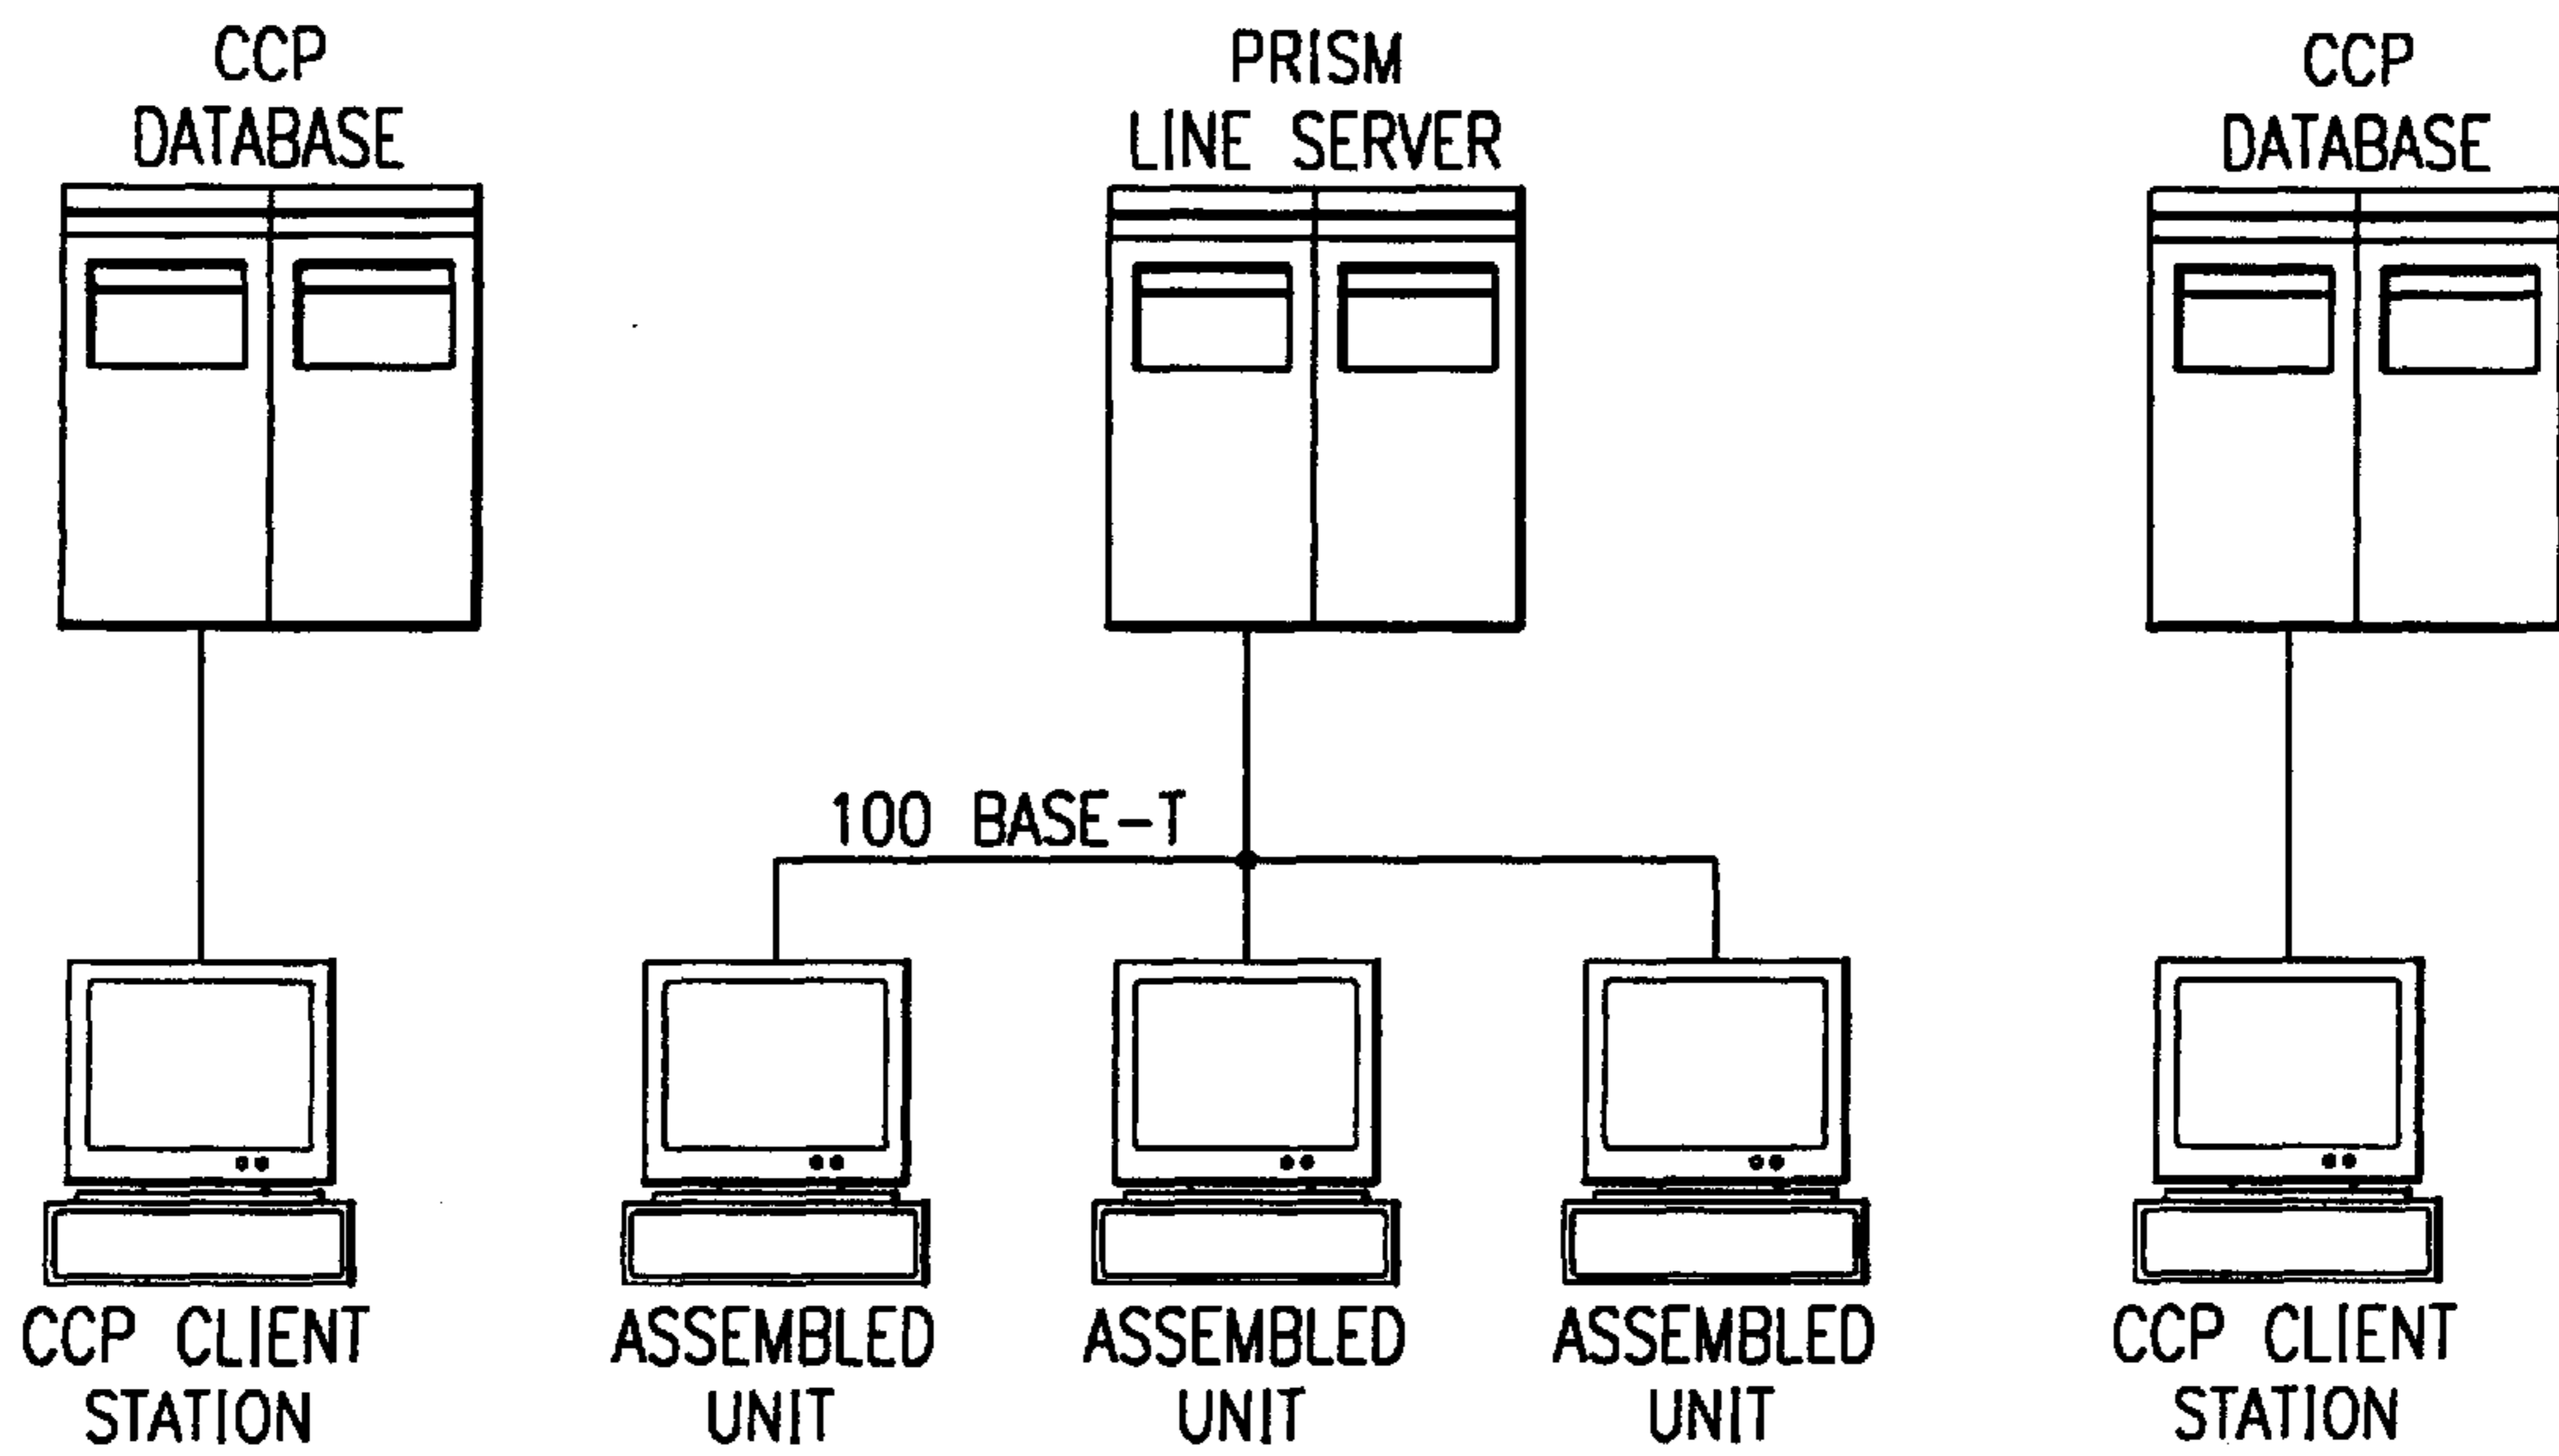 CCP
DATABASE
PRISM
LINE SERVER
CCP
DATABASE
100 BASE-T
CCP CLIENT
STATION
ASSEMBLED
UNIT
ASSEMBLED
UNIT
ASSEMBLED
UNIT
CCP CLIENT
STATION